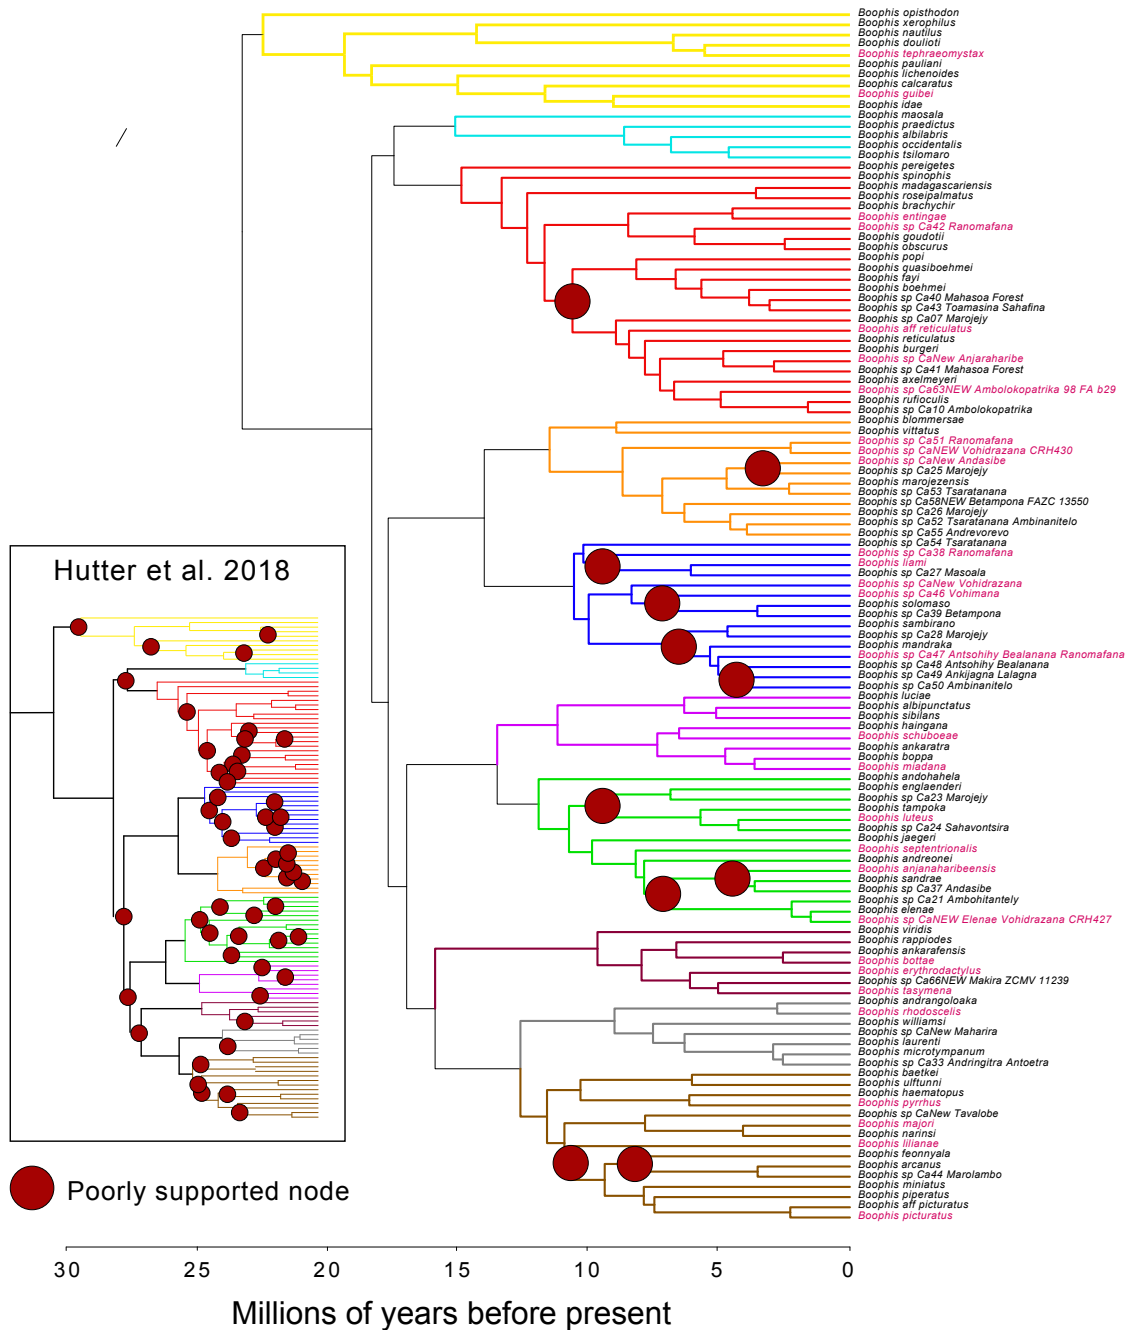 Boophis opisthodon
Boophis xerophilus
Boophis nautilus
Boophis doulioti
Boophis tephraeomystax
Boophis pauliani
Boophis lichenoides
Boophis calcaratus
Boophis guibei
Boophis idae
Boophis maosala
Boophis praedictus
Boophis albilabris
Boophis occidentalis
Boophis tsilomaro
Boophis pereigetes
Boophis spinophis
Boophis madagascariensis
Boophis roseipalmatus
Boophis brachychir
Boophis entingae
Boophis sp Ca42 Ranomafana
Boophis goudotii
Boophis obscurus
Boophis popi
Boophis quasiboehmei
Boophis fayi
Boophis boehmei
Boophis sp Ca40 Mahasoa Forest
Boophis sp Ca43 Toamasina Sahafina
Boophis sp Ca07 Marojejy
Boophis aff reticulatus
Boophis reticulatus
Boophis burgeri
Boophis sp CaNew Anjaraharibe
Boophis sp Ca41 Mahasoa Forest
Boophis axelmeyeri
Boophis sp Ca63NEW Ambolokopatrika 98 FA b29
Boophis rufioculis
Boophis sp Ca10 Ambolokopatrika
Boophis blommersae
Boophis vittatus
Boophis sp Ca51 Ranomafana
Boophis sp CaNEW Vohidrazana CRH430
Boophis sp CaNew Andasibe
Boophis sp Ca25 Marojejy
Boophis marojezensis
Boophis sp Ca53 Tsaratanana
Boophis sp Ca58NEW Betampona FAZC 13550
Boophis sp Ca26 Marojejy
Boophis sp Ca52 Tsaratanana Ambinanitelo
Boophis sp Ca55 Andrevorevo
Boophis sp Ca54 Tsaratanana
Boophis sp Ca38 Ranomafana
Boophis liami
Boophis sp Ca27 Masoala
Boophis sp CaNew Vohidrazana
Boophis sp Ca46 Vohimana
Boophis solomaso
Boophis sp Ca39 Betampona
Boophis sambirano
Boophis sp Ca28 Marojejy
Boophis mandraka
Boophis sp Ca47 Antsohihy Bealanana Ranomafana
Boophis sp Ca48 Antsohihy Bealanana
Boophis sp Ca49 Ankijagna Lalagna
Boophis sp Ca50 Ambinanitelo
Boophis luciae
Boophis albipunctatus
Boophis sibilans
Boophis haingana
Boophis schuboeae
Boophis ankaratra
Boophis boppa
Boophis miadana
Boophis andohahela
Boophis englaenderi
Boophis sp Ca23 Marojejy
Boophis tampoka
Boophis luteus
Boophis sp Ca24 Sahavontsira
Boophis jaegeri
Boophis septentrionalis
Boophis andreonei
Boophis anjanaharibeensis
Boophis sandrae
Boophis sp Ca37 Andasibe
Boophis sp Ca21 Ambohitantely
Boophis elenae
Boophis sp CaNEW Elenae Vohidrazana CRH427
Boophis viridis
Boophis rappiodes
Boophis ankarafensis
Boophis bottae
Boophis erythrodactylus
Boophis sp Ca66NEW Makira ZCMV 11239
Boophis tasymena
Boophis andrangoloaka
Boophis rhodoscelis
Boophis williamsi
Boophis sp CaNew Maharira
Boophis laurenti
Boophis microtympanum
Boophis sp Ca33 Andringitra Antoetra
Boophis baetkei
Boophis ulftunni
Boophis haematopus
Boophis pyrrhus
Boophis sp CaNew Tavalobe
Boophis majori
Boophis narinsi
Boophis lilianae
Boophis feonnyala
Boophis arcanus
Boophis sp Ca44 Marolambo
Boophis miniatus
Boophis piperatus
Boophis aff picturatus
Boophis picturatus
Hutter et al. 2018
Poorly supported node
30 25 20 15 10 5 0
Millions of years before present